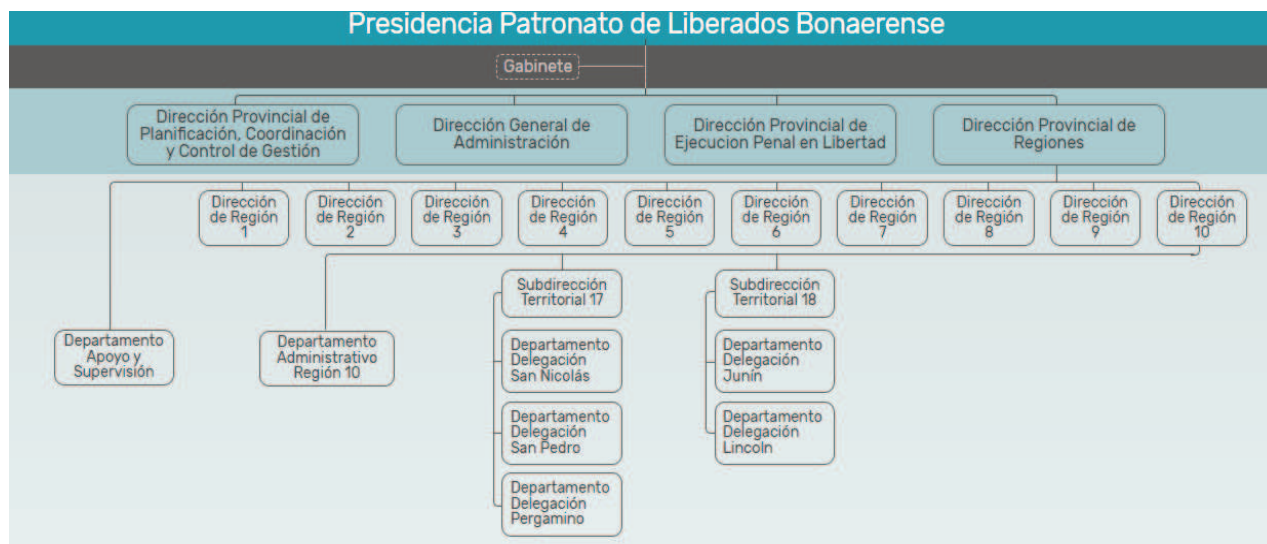 Presidencia Patronato de Liberados Bonaerense
Gabinete
Dirección Provincial de
Planificación, Coordinación
y Control de Gestión
Dirección General de
Administración
Dirección Provincial de
Ejecucion Penal en Libertad
Dirección Provincial de
Regiones
Dirección
de Región
1
Dirección
de Región
2
Dirección
de Región
3
Dirección
de Región
4
Dirección
de Región
5
Dirección
de Región
6
Dirección
de Región
7
Dirección
de Región
8
Dirección
de Región
9
Dirección
de Región
10
Departamento
Apoyo y
Supervisión
Departamento
Administrativo
Región 10
Subdirección
Territorial 17
Departamento
Delegación
San Nicolás
Departamento
Delegación
San Pedro
Departamento
Delegación
Pergamino
Subdirección
Territorial 18
Departamento
Delegación
Junín
Departamento
Delegación
Lincoln